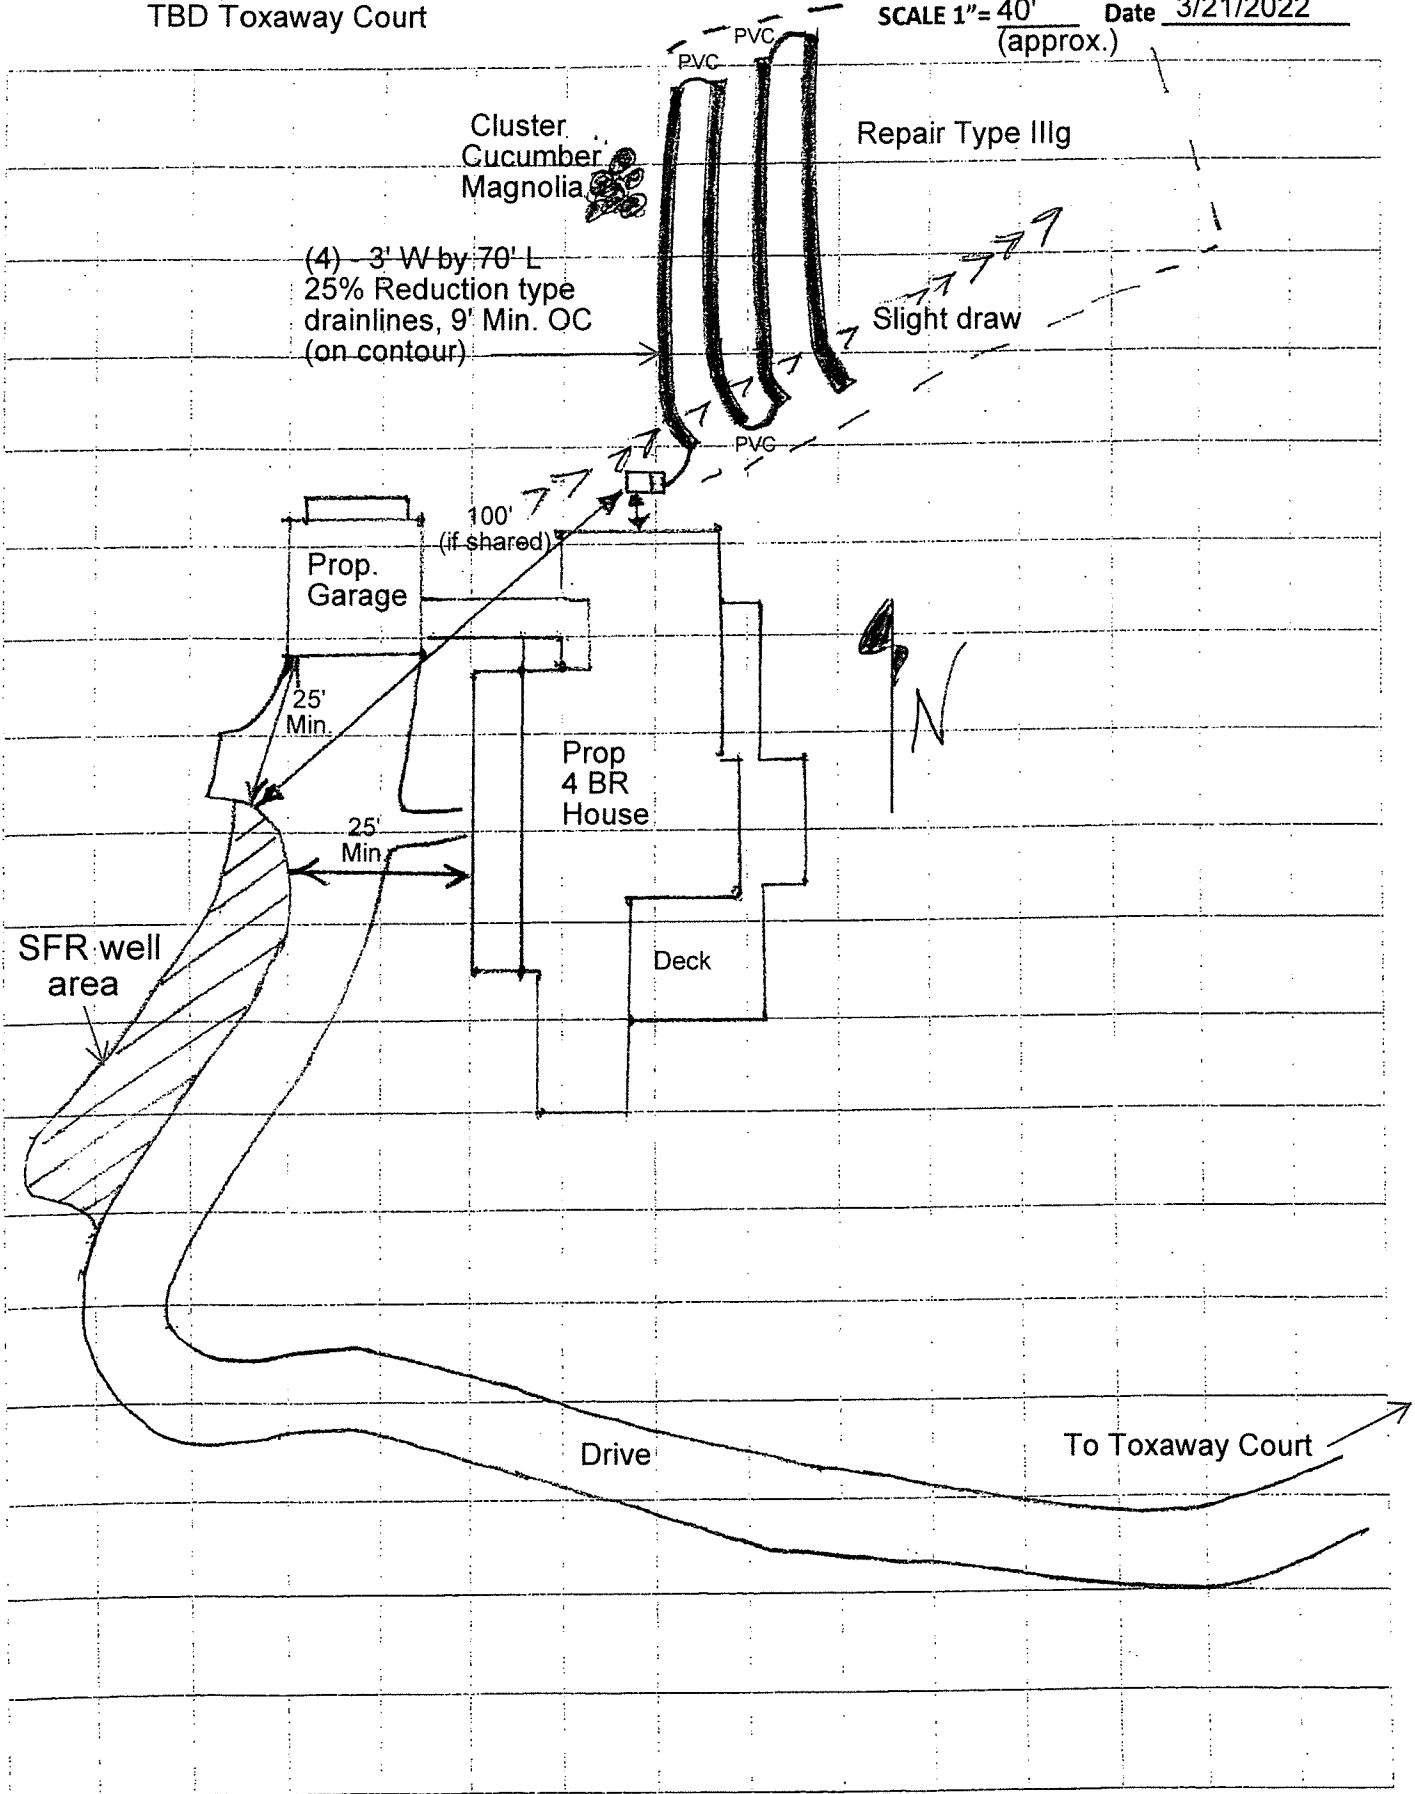 TBD Toxaway Court
SCALE 1"= 40' Date 3/21/2022
(approx.)
PVC
PVC
Cluster
Cucumber
Magnolia
Repair Type IIIg
(4) - 3' W by 70' L
25% Reduction type
drainlines, 9' Min. OC
(on contour)
Slight draw
PVC
100'
(if shared)
Prop.
Garage
25'
Min.
N
Prop
4 BR
House
25'
Min
SFR well
area
Deck
Drive
To Toxaway Court